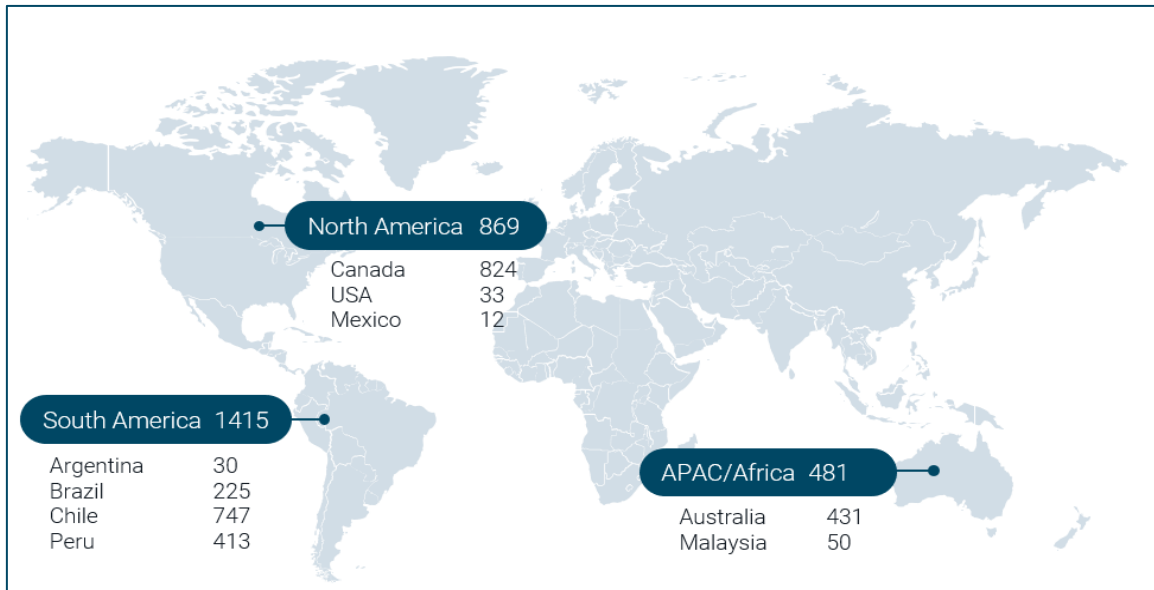 North America 869
Canada 824
USA 33
Mexico 12
South America 1415
Argentina 30
Brazil 225
Chile 747
Peru 413
APAC/Africa 481
Australia 431
Malaysia 50